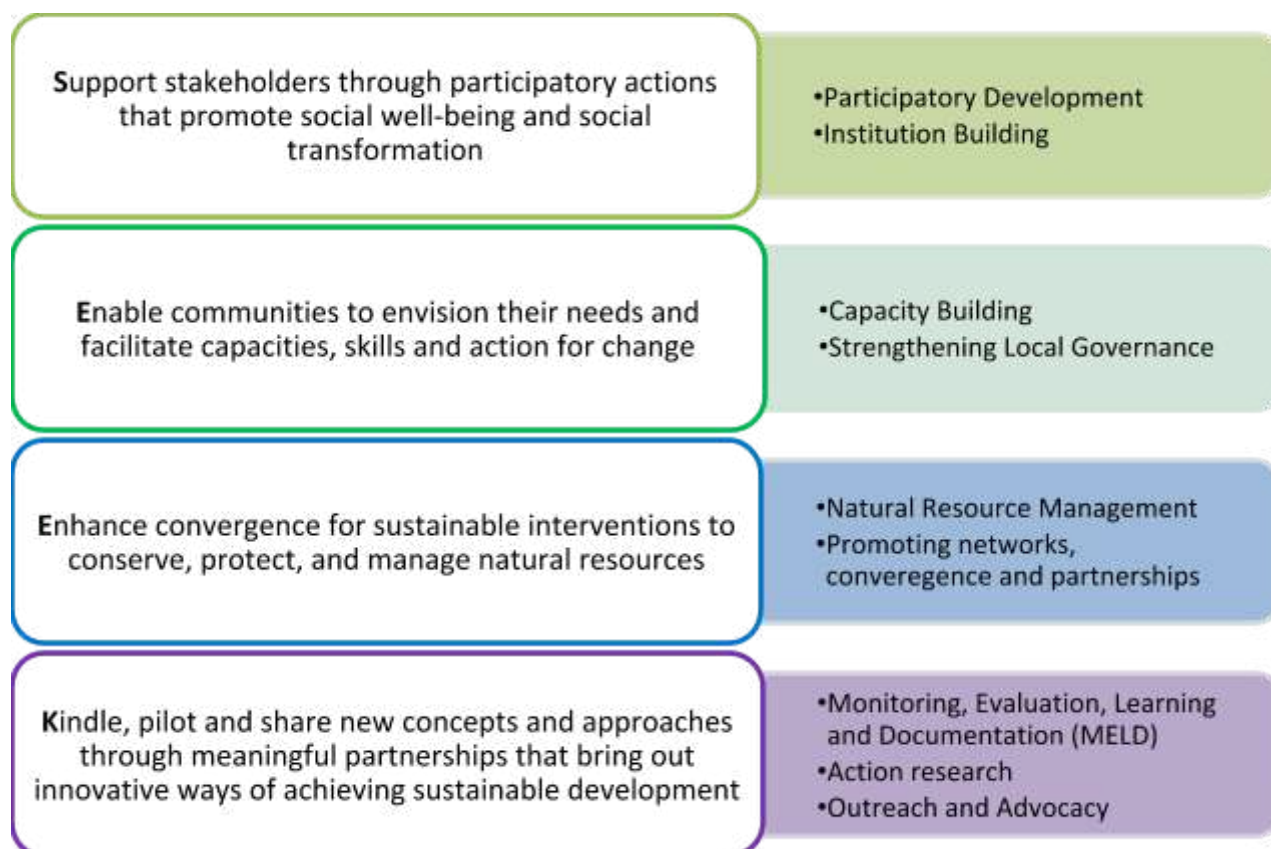 Support stakeholders through participatory actions
that promote social well-being and social
transformation
•Participatory Development
•Institution Building
Enable communities to envision their needs and
facilitate capacities, skills and action for change
•Capacity Building
•Strengthening Local Governance
Enhance convergence for sustainable interventions to
conserve, protect, and manage natural resources
•Natural Resource Management
•Promoting networks,
converegence and partnerships
Kindle, pilot and share new concepts and approaches
through meaningful partnerships that bring out
innovative ways of achieving sustainable development
•Monitoring, Evaluation, Learning
and Documentation (MELD)
•Action research
•Outreach and Advocacy